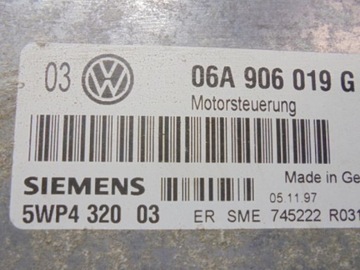 03 06A 906 019 G
Motorsteuerung
Made in Ge
SIEMENS 05.11.97
5WP4 320 03 ER SME 745222 R031